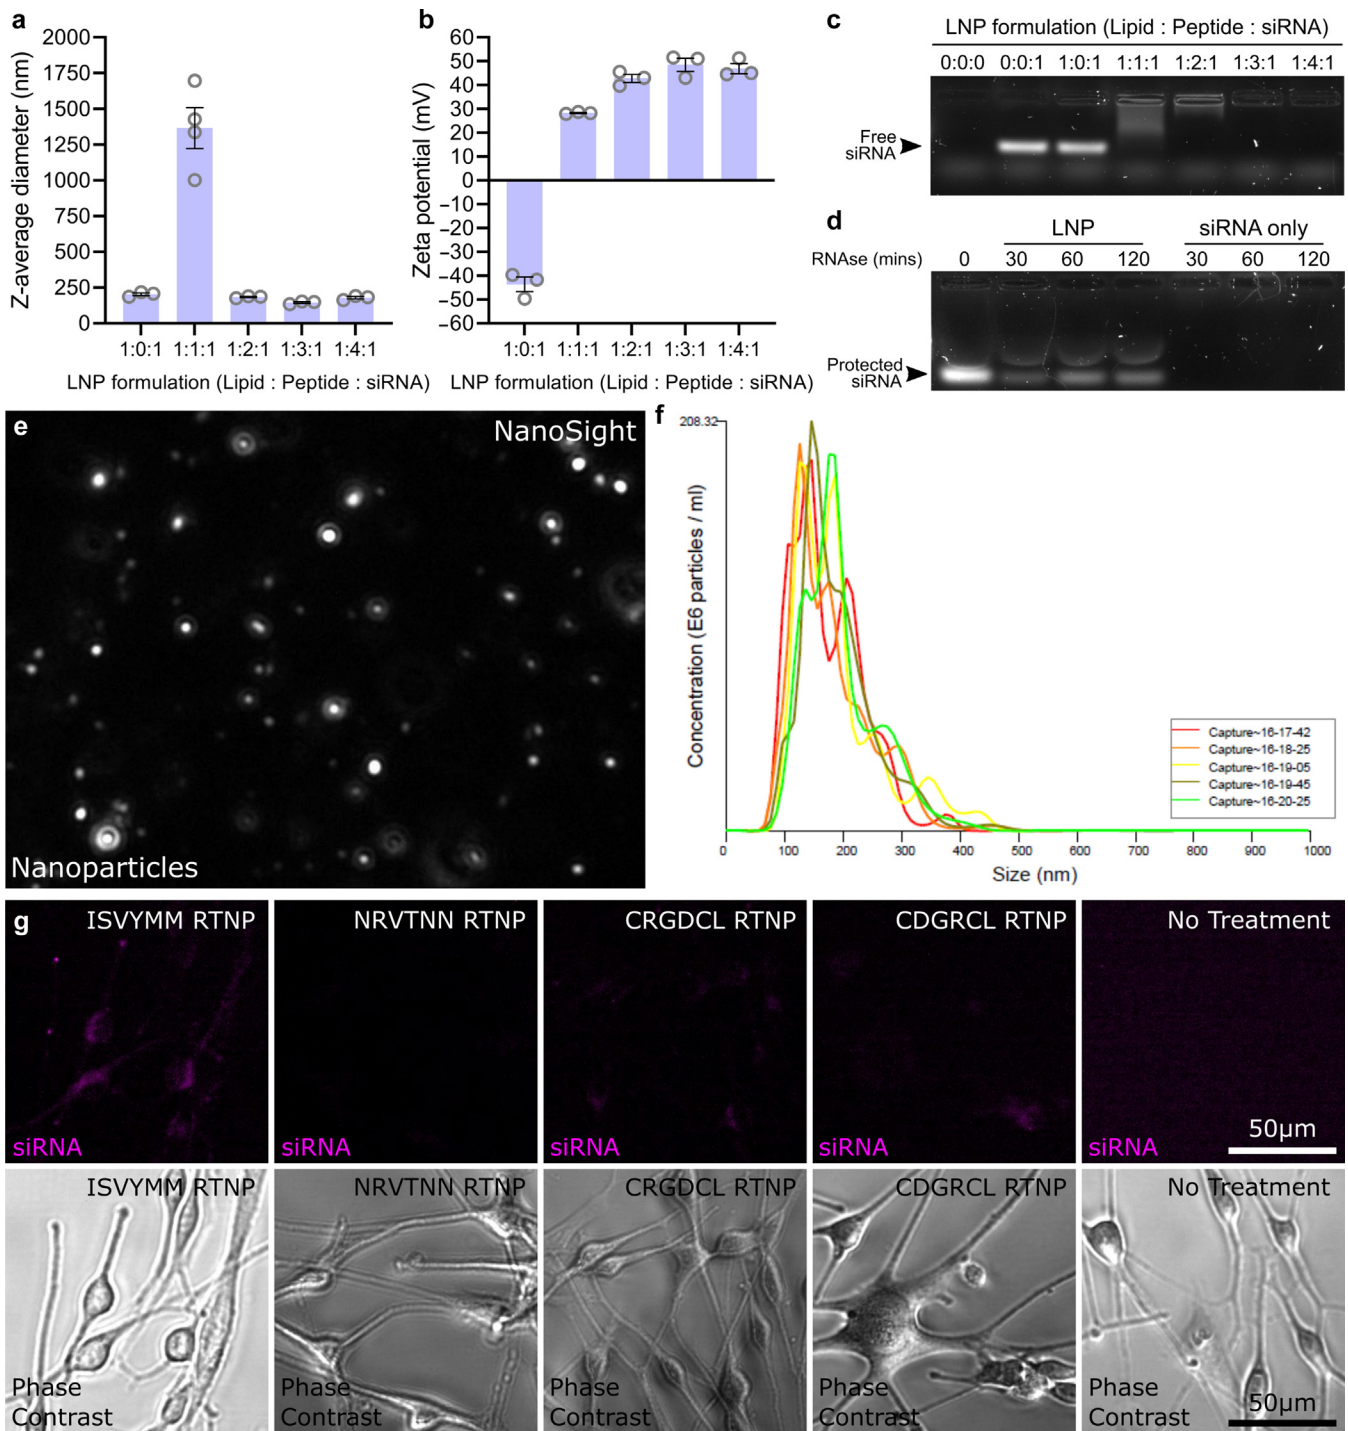 a
Z-average diameter (nm)
2000
1750
1500
1250
1000
750
500
250
0
1:0:1
1:1:1
1:2:1
1:3:1
1:4:1
LNP formulation (Lipid : Peptide : siRNA)
b
Zeta potential (mV)
60
50
40
30
20
10
0
−10
−20
−30
−40
−50
−60
1:0:1
1:1:1
1:2:1
1:3:1
1:4:1
LNP formulation (Lipid : Peptide : siRNA)
c
LNP formulation (Lipid : Peptide : siRNA)
0:0:0 0:0:1 1:0:1 1:1:1 1:2:1 1:3:1 1:4:1
Free
siRNA
d
LNP siRNA only
RNAse (mins) 0 30 60 120 30 60 120
Protected
siRNA
e
NanoSight
Nanoparticles
f
208.32
Concentration (E6 particles / ml)
Capture~16-17-42
Capture~16-18-25
Capture~16-19-05
Capture~16-19-45
Capture~16-20-25
0 100 200 300 400 500 600 700 800 900 1000
Size (nm)
g
ISVYMM RTNP
siRNA
NRVTNN RTNP
siRNA
CRGDCL RTNP
siRNA
CDGRCL RTNP
siRNA
No Treatment
50µm
siRNA
ISVYMM RTNP
Phase
Contrast
NRVTNN RTNP
Phase
Contrast
CRGDCL RTNP
Phase
Contrast
CDGRCL RTNP
Phase
Contrast
No Treatment
Phase
Contrast
50µm